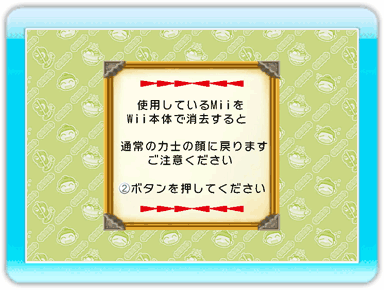 使用しているMiiを
Wii本体で消去すると
通常の力士の顔に戻ります
ご注意ください
②ボタンを押してください